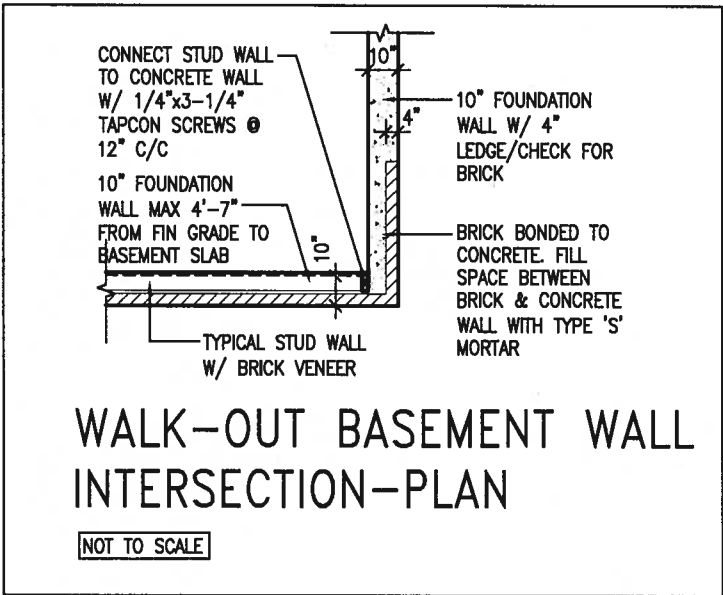 CONNECT STUD WALL
TO CONCRETE WALL
W/ 1/4"x3-1/4"
TAPCON SCREWS @
12" C/C
10" FOUNDATION
WALL MAX 4'-7"
FROM FIN GRADE TO
BASEMENT SLAB
10"
10"
4"
10" FOUNDATION
WALL W/ 4"
LEDGE/CHECK FOR
BRICK
BRICK BONDED TO
CONCRETE. FILL
SPACE BETWEEN
BRICK & CONCRETE
WALL WITH TYPE 'S'
MORTAR
TYPICAL STUD WALL
W/ BRICK VENEER
WALK-OUT BASEMENT WALL
INTERSECTION-PLAN
NOT TO SCALE